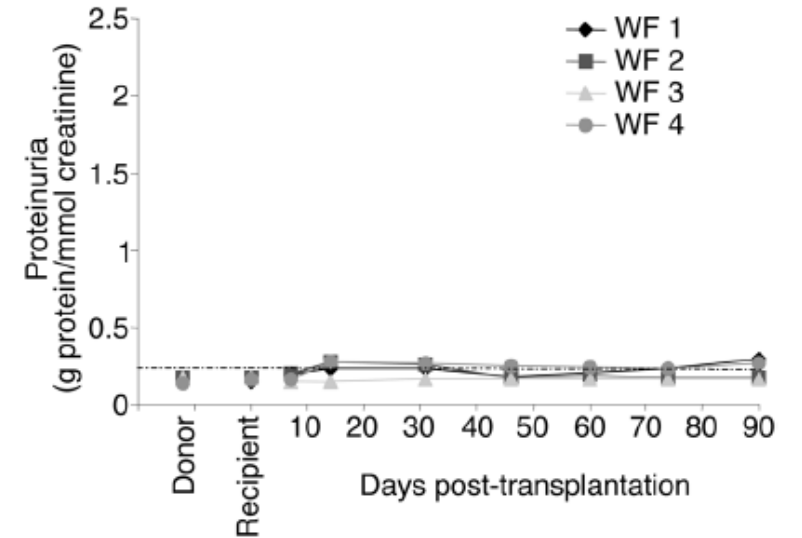 2.5
2
1.5
1
0.5
0
Proteinuria
(g protein/mmol creatinine)
WF 1
WF 2
WF 3
WF 4
Donor
Recipient
10 20 30 40 50 60 70 80 90
Days post-transplantation